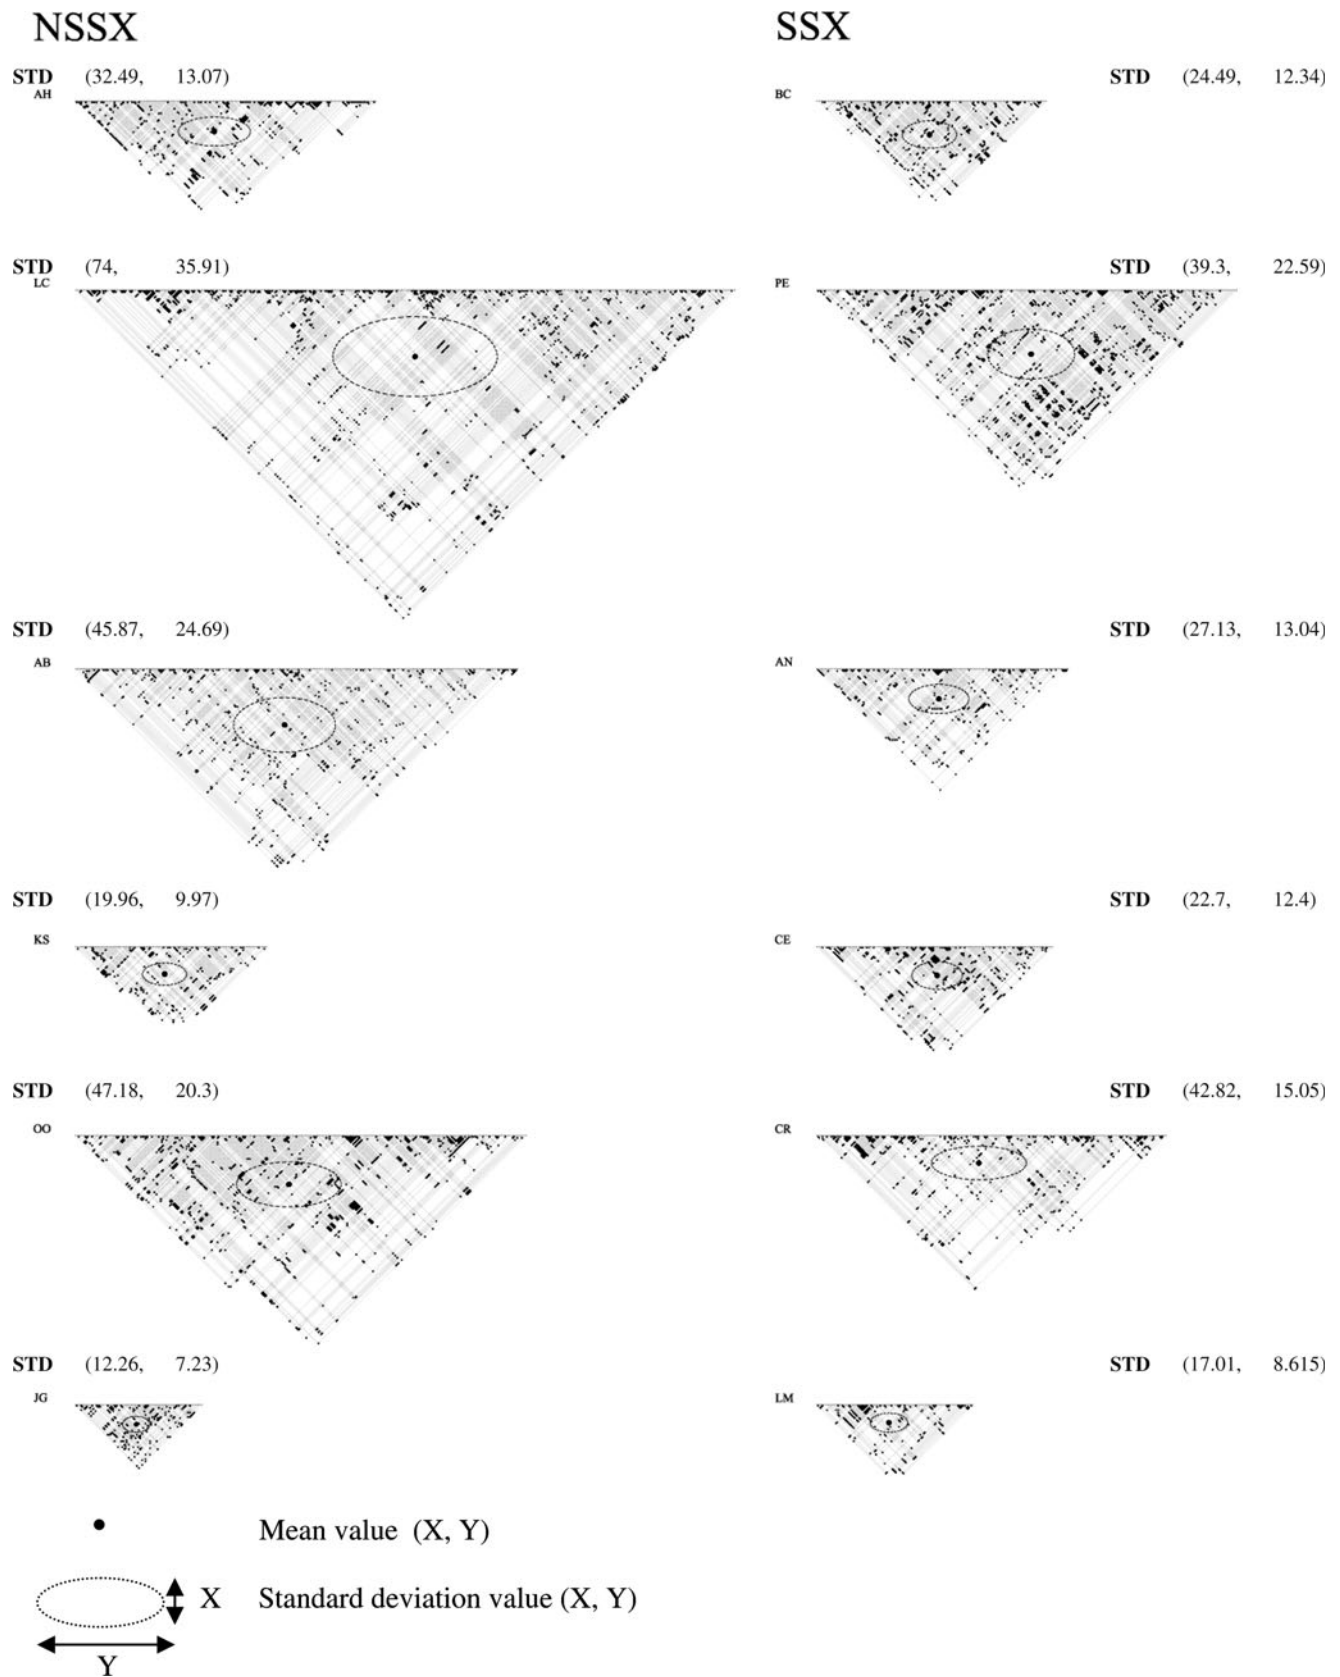 NSSX SSX
STD (32.49, 13.07) STD (24.49, 12.34)
AH BC
STD (74, 35.91) STD (39.3, 22.59)
LC PE
STD (45.87, 24.69) STD (27.13, 13.04)
AB AN
STD (19.96, 9.97) STD (22.7, 12.4)
KS CE
STD (47.18, 20.3) STD (42.82, 15.05)
OO CR
STD (12.26, 7.23) STD (17.01, 8.615)
JG LM
Mean value (X, Y)
X Standard deviation value (X, Y)
Y